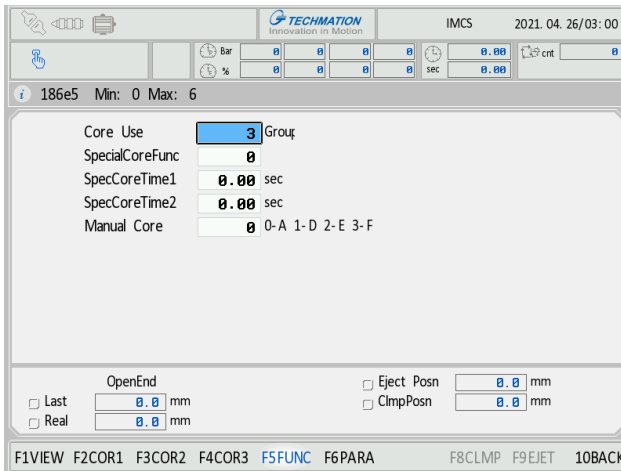 TECHMATION
Innovation in Motion
IMCS
2021. 04. 26/03: 00
Bar 0 0 0 0 0.00 cnt 0
% 0 0 0 0 sec 0.00
i 186e5 Min: 0 Max: 6
Core Use 3 Group
SpecialCoreFunc 0
SpecCoreTime1 0.00 sec
SpecCoreTime2 0.00 sec
Manual Core 0 0-A 1-D 2-E 3-F
OpenEnd Eject Posn 0.0 mm
Last 0.0 mm ClmpPosn 0.0 mm
Real 0.0 mm
F1VIEW F2COR1 F3COR2 F4COR3 F5FUNC F6PARA F8CLMP F9EJET 10BACK